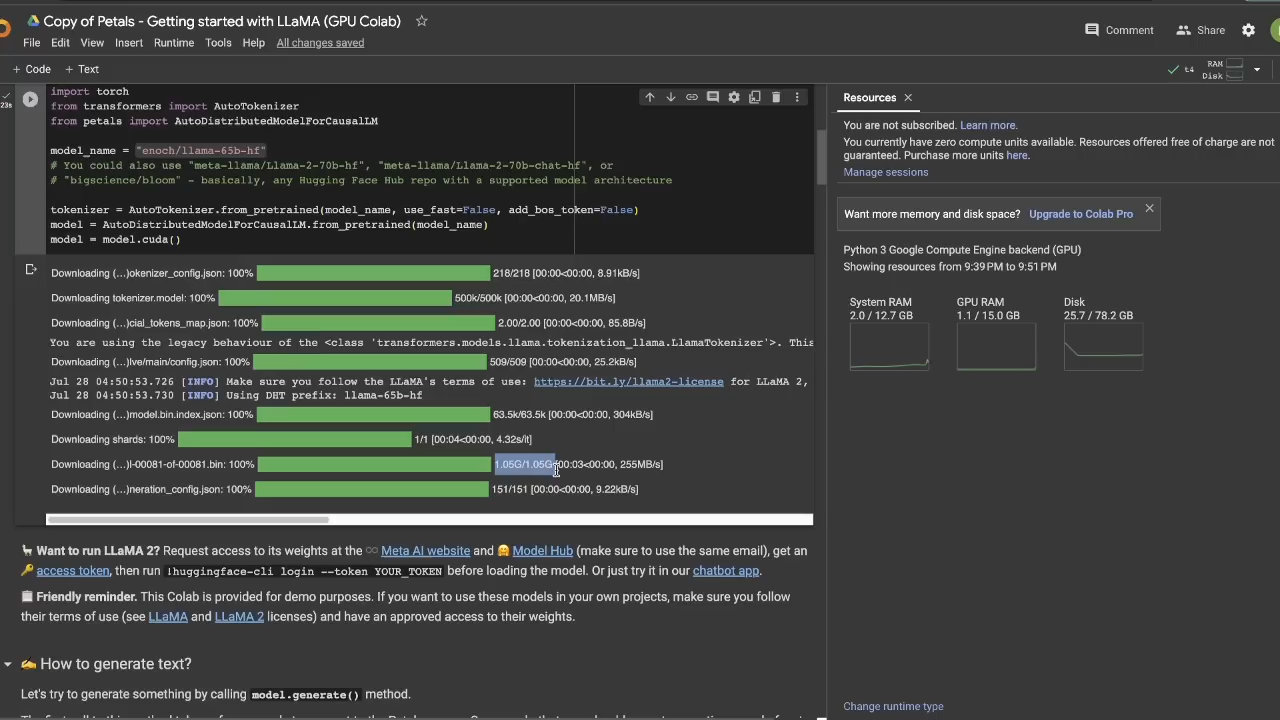 Copy of Petals - Getting started with LLaMA (GPU Colab)
File Edit View Insert Runtime Tools Help All changes saved
Comment Share
+ Code + Text
t4 RAM
Disk
23s
import torch
from transformers import AutoTokenizer
from petals import AutoDistributedModelForCausalLM
model_name = "enoch/llama-65b-hf"
# You could also use "meta-llama/Llama-2-70b-hf", "meta-llama/Llama-2-70b-chat-hf", or
# "bigscience/bloom" - basically, any Hugging Face Hub repo with a supported model architecture
tokenizer = AutoTokenizer.from_pretrained(model_name, use_fast=False, add_bos_token=False)
model = AutoDistributedModelForCausalLM.from_pretrained(model_name)
model = model.cuda()
Downloading (…)okenizer_config.json: 100% 218/218 [00:00<00:00, 8.91kB/s]
Downloading tokenizer.model: 100% 500k/500k [00:00<00:00, 20.1MB/s]
Downloading (…)cial_tokens_map.json: 100% 2.00/2.00 [00:00<00:00, 85.8B/s]
You are using the legacy behaviour of the <class 'transformers.models.llama.tokenization_llama.LlamaTokenizer'>. This
Downloading (…)lve/main/config.json: 100% 509/509 [00:00<00:00, 25.2kB/s]
Jul 28 04:50:53.726 [INFO] Make sure you follow the LLaMA's terms of use: https://bit.ly/llama2-license for LLaMA 2,
Jul 28 04:50:53.730 [INFO] Using DHT prefix: llama-65b-hf
Downloading (…)model.bin.index.json: 100% 63.5k/63.5k [00:00<00:00, 304kB/s]
Downloading shards: 100% 1/1 [00:04<00:00, 4.32s/it]
Downloading (…)l-00081-of-00081.bin: 100% 1.05G/1.05G [00:03<00:00, 255MB/s]
Downloading (…)neration_config.json: 100% 151/151 [00:00<00:00, 9.22kB/s]
Want to run LLaMA 2? Request access to its weights at the Meta AI website and Model Hub (make sure to use the same email), get an
access token, then run !huggingface-cli login --token YOUR_TOKEN before loading the model. Or just try it in our chatbot app.
Friendly reminder. This Colab is provided for demo purposes. If you want to use these models in your own projects, make sure you follow
their terms of use (see LLaMA and LLaMA 2 licenses) and have an approved access to their weights.
How to generate text?
Let's try to generate something by calling model.generate() method.
Resources
You are not subscribed. Learn more.
You currently have zero compute units available. Resources offered free of charge are not
guaranteed. Purchase more units here.
Manage sessions
Want more memory and disk space? Upgrade to Colab Pro
Python 3 Google Compute Engine backend (GPU)
Showing resources from 9:39 PM to 9:51 PM
System RAM GPU RAM Disk
2.0 / 12.7 GB 1.1 / 15.0 GB 25.7 / 78.2 GB
Change runtime type